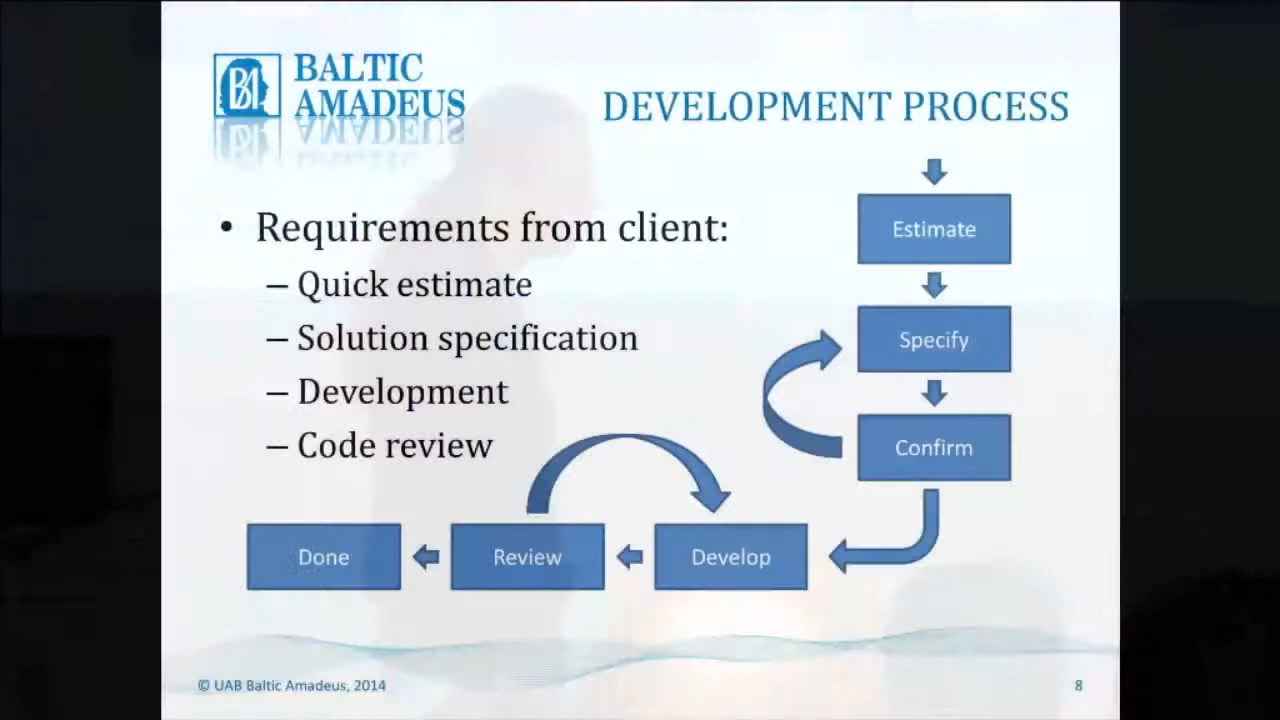 BALTIC
AMADEUS
DEVELOPMENT PROCESS
• Requirements from client:
– Quick estimate
– Solution specification
– Development
– Code review
Estimate
Specify
Confirm
Develop
Review
Done
© UAB Baltic Amadeus, 2014
8